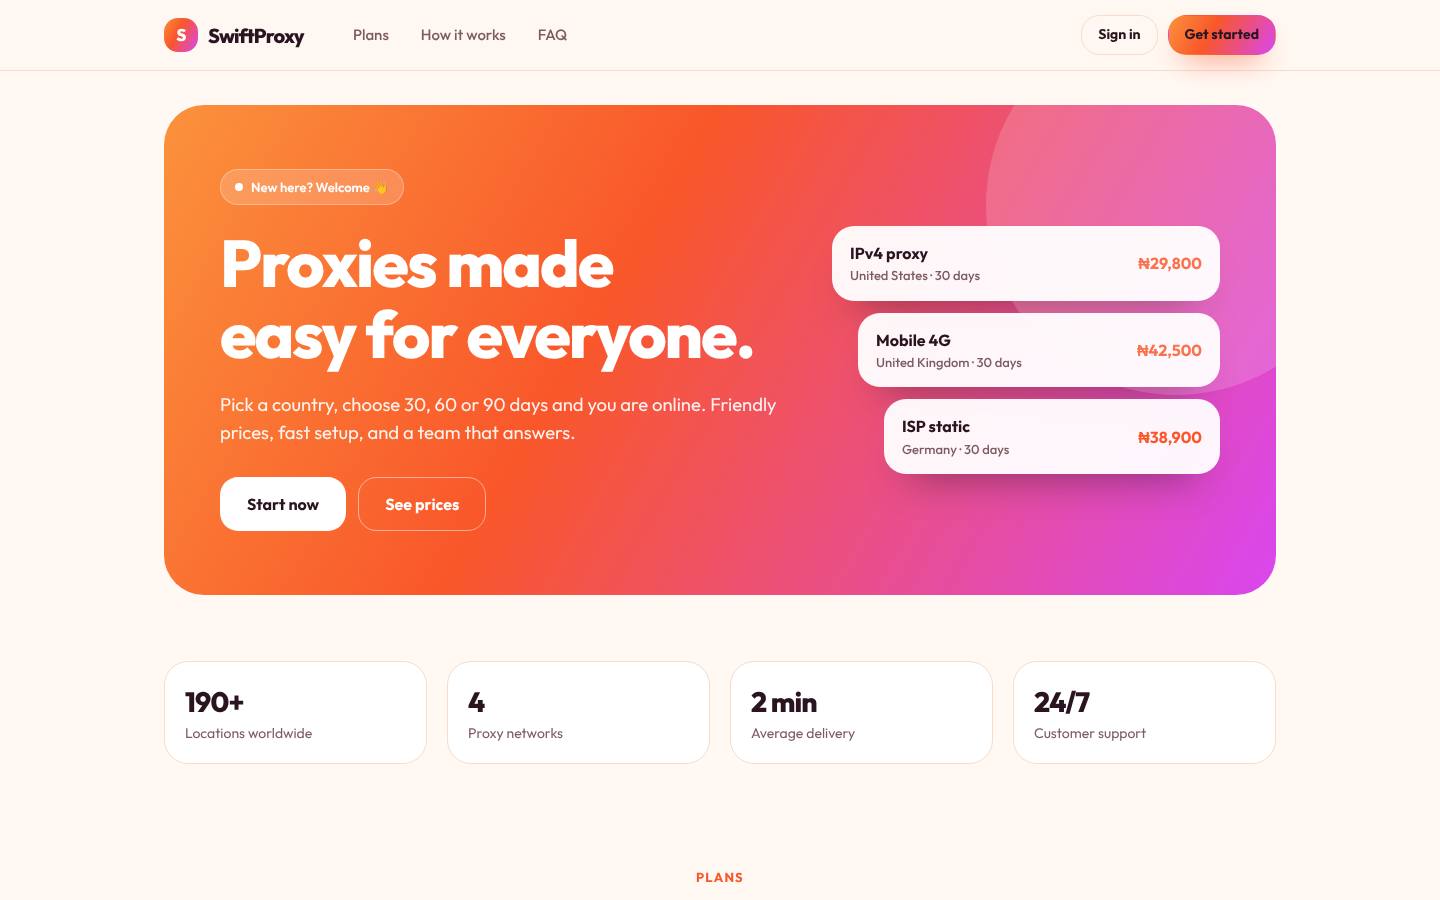 S SwiftProxy Plans How it works FAQ Sign in Get started
New here? Welcome 👋
Proxies made
easy for everyone.
Pick a country, choose 30, 60 or 90 days and you are online. Friendly
prices, fast setup, and a team that answers.
Start now See prices
IPv4 proxy
United States · 30 days
₦29,800
Mobile 4G
United Kingdom · 30 days
₦42,500
ISP static
Germany · 30 days
₦38,900
190+
Locations worldwide
4
Proxy networks
2 min
Average delivery
24/7
Customer support
PLANS